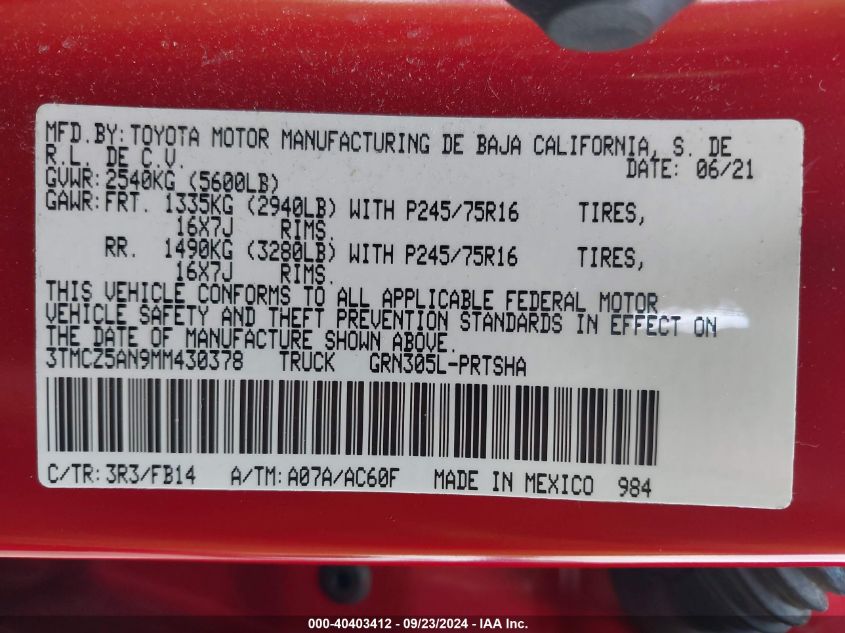 MFD.BY:TOYOTA MOTOR MANUFACTURING DE BAJA CALIFORNIA, S. DE
R.L. DE C.V. DATE: 06/21
GVWR:2540KG (5600LB)
GAWR:FRT. 1335KG (2940LB) WITH P245/75R16 TIRES,
16X7J RIMS.
RR. 1490KG (3280LB) WITH P245/75R16 TIRES,
16X7J RIMS.
THIS VEHICLE CONFORMS TO ALL APPLICABLE FEDERAL MOTOR
VEHICLE SAFETY AND THEFT PREVENTION STANDARDS IN EFFECT ON
THE DATE OF MANUFACTURE SHOWN ABOVE.
3TMCZ5AN9MM430378 TRUCK GRN305L-PRTSHA
C/TR:3R3/FB14 A/TM:A07A/AC60F MADE IN MEXICO 984
000-40403412 - 09/23/2024 - IAA Inc.